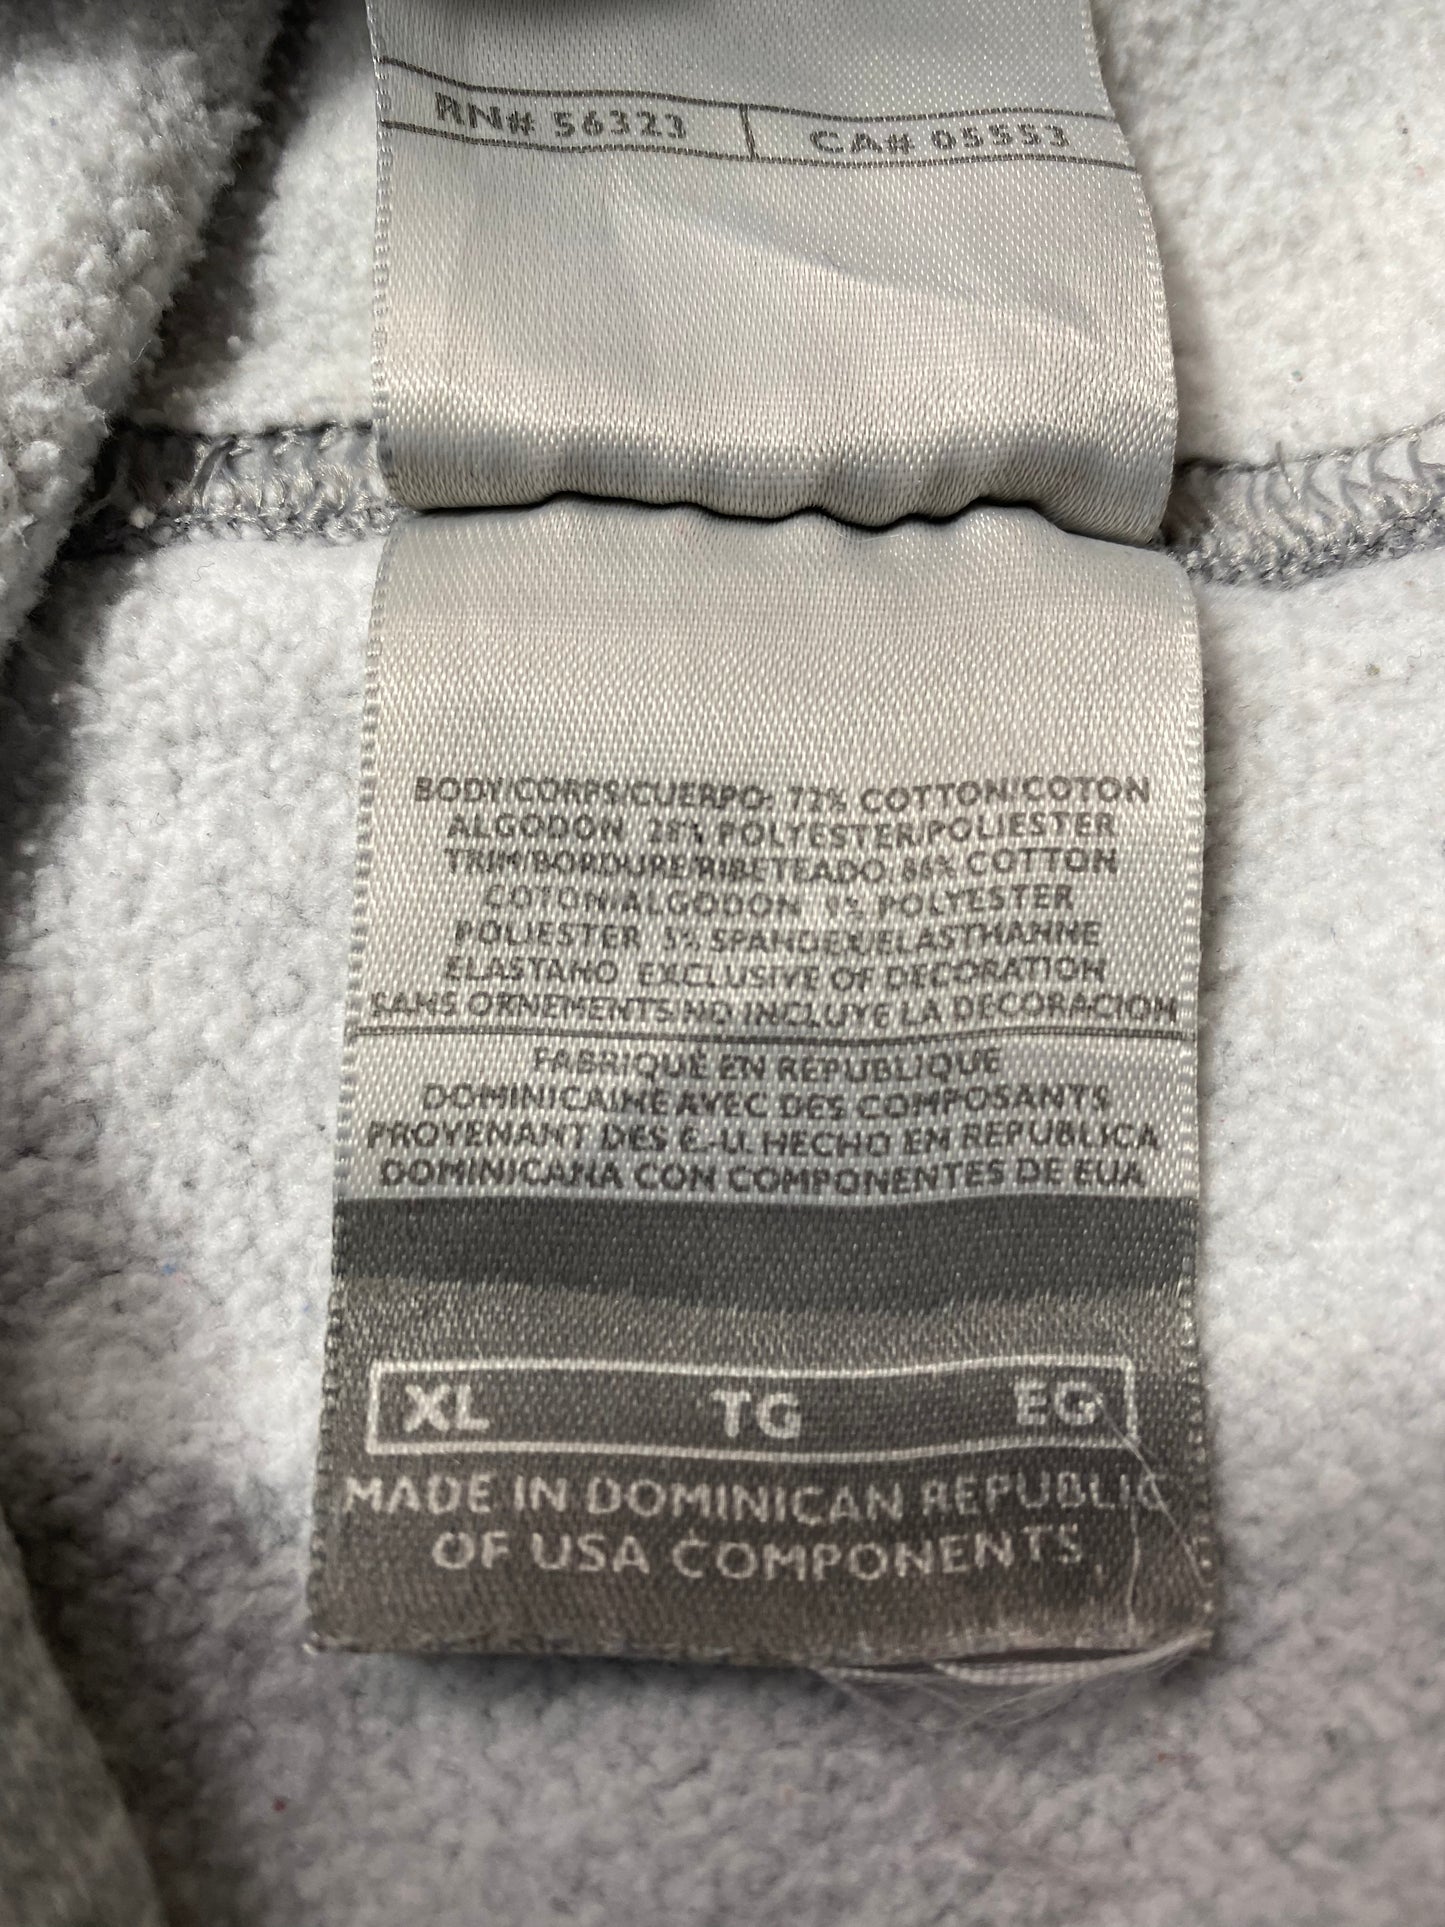 RN# 56323 CA# 05553
BODY/CORPS/CUERPO: 72% COTTON/COTON
ALGODON 28% POLYESTER/POLIESTER
TRIM/BORDURE/RIBETEADO 86% COTTON
COTON/ALGODON 9% POLYESTER
POLIESTER 5% SPANDEX/ELASTHANNE
ELASTANO EXCLUSIVE OF DECORATION
SANS ORNEMENTS NO INCLUYE LA DECORACION
FABRIQUÉ EN REPUBLIQUE
DOMINICAINE AVEC DES COMPOSANTS
PROVENANT DES É.-U. HECHO EN REPUBLICA
DOMINICANA CON COMPONENTES DE EUA
XL TG EG
MADE IN DOMINICAN REPUBLIC
OF USA COMPONENTS